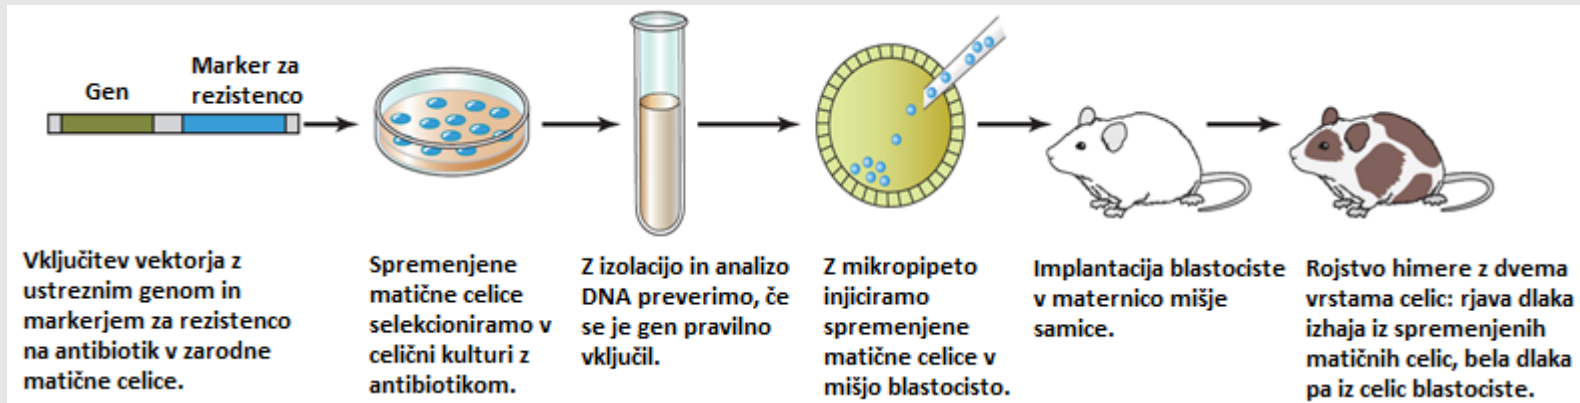 Gen
Marker za
rezistenco
Vključitev vektorja z
ustreznim genom in
markerjem za rezistenco
na antibiotik v zarodne
matične celice.
Spremenjene
matične celice
selekcioniramo v
celični kulturi z
antibiotikom.
Z izolacijo in analizo
DNA preverimo, če
se je gen pravilno
vključil.
Z mikropipeto
injiciramo
spremenjene
matične celice v
mišjo blastocisto.
Implantacija blastociste
v maternico mišje
samice.
Rojstvo himere z dvema
vrstama celic: rjava dlaka
izhaja iz spremenjenih
matičnih celic, bela dlaka
pa iz celic blastociste.